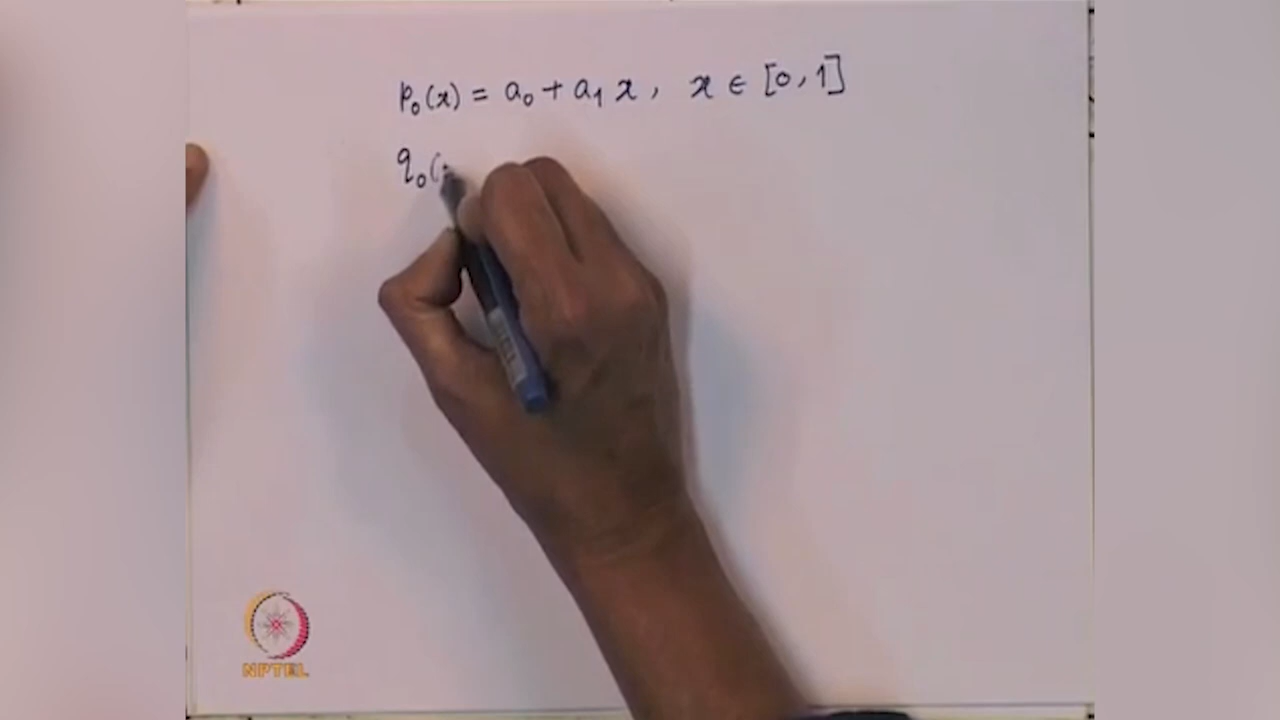 p₀(x) = a₀ + a₁ x , x ∈ [0, 1]
q₀(
NPTEL